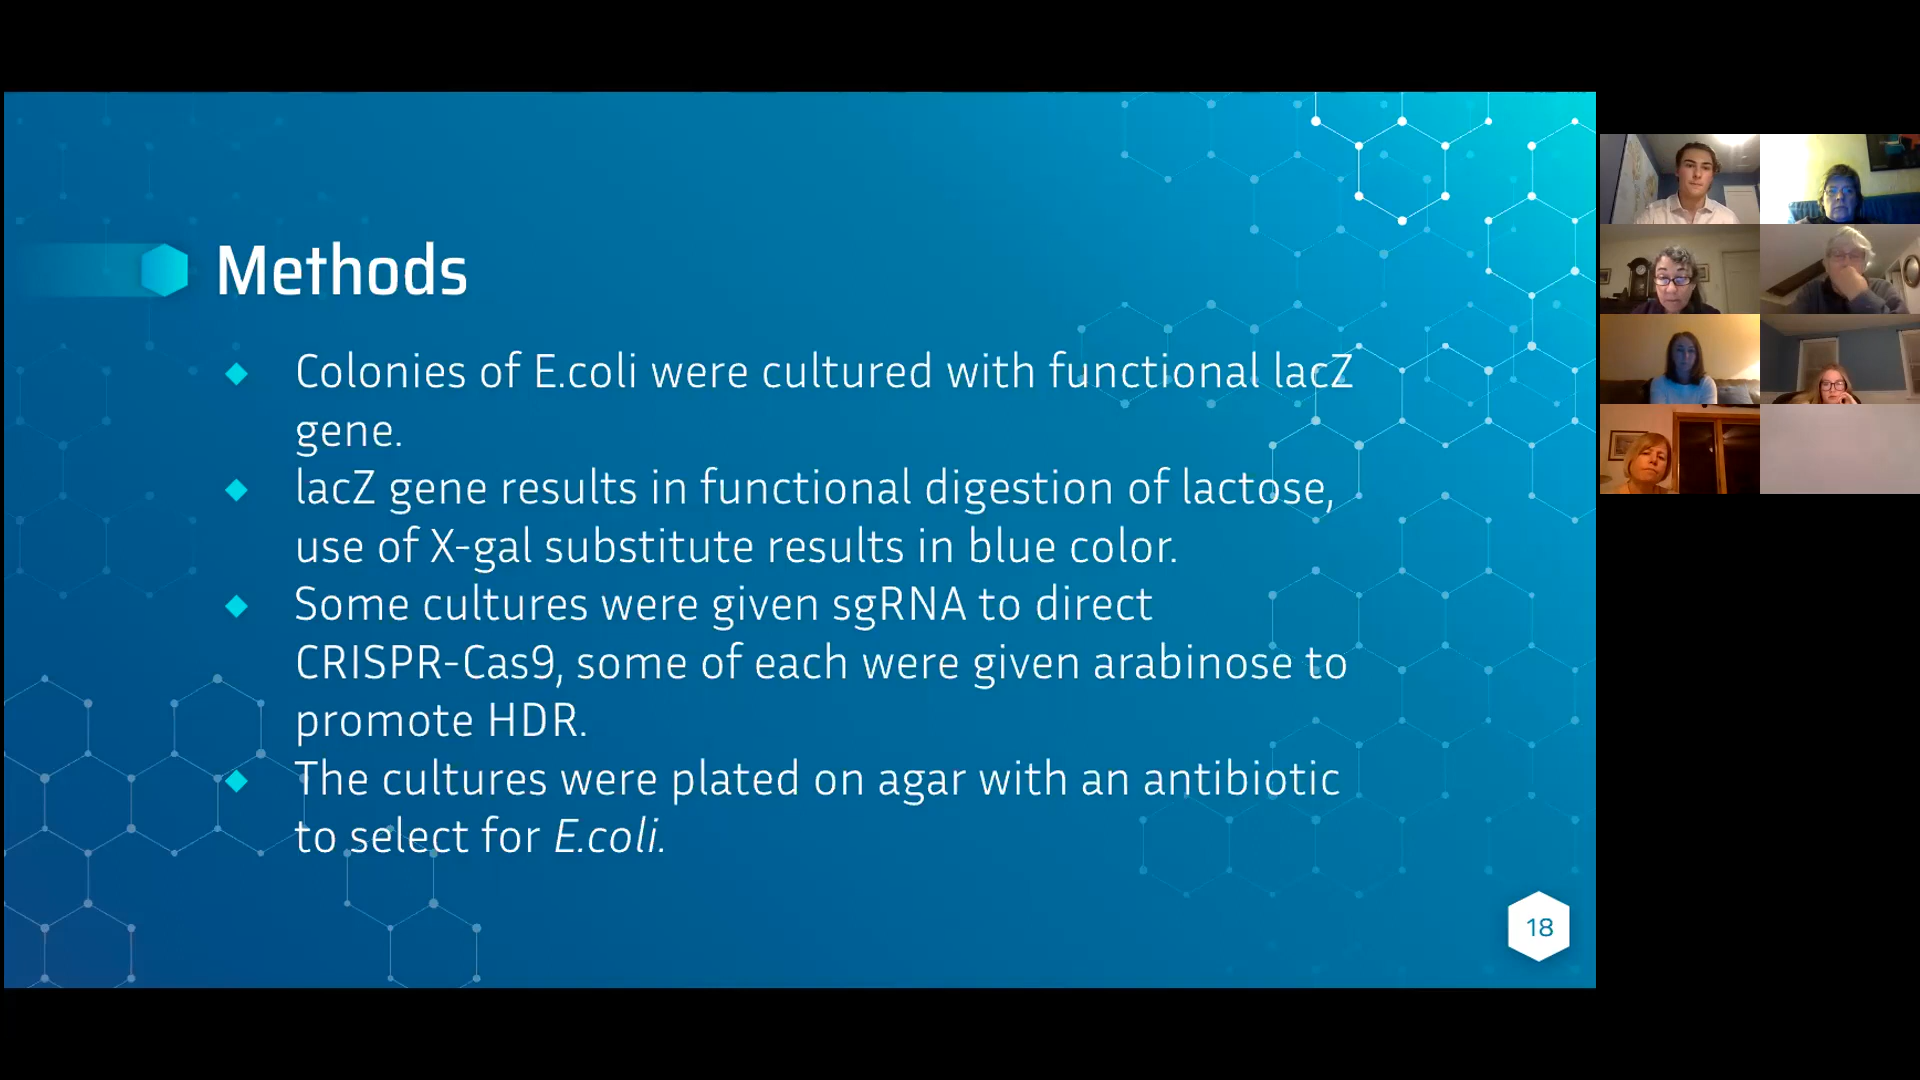 Methods
Colonies of E.coli were cultured with functional lacZ
gene.
lacZ gene results in functional digestion of lactose,
use of X-gal substitute results in blue color.
Some cultures were given sgRNA to direct
CRISPR-Cas9, some of each were given arabinose to
promote HDR.
The cultures were plated on agar with an antibiotic
to select for E.coli.
18